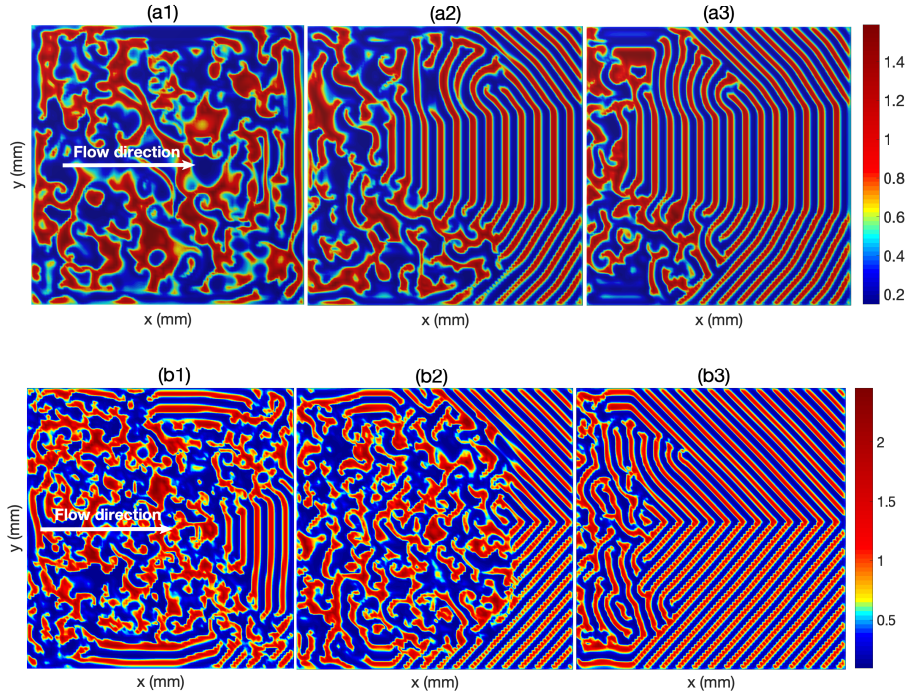 (a1) (a2) (a3)
Flow direction
y (mm)
x (mm) x (mm) x (mm)
1.4
1.2
1
0.8
0.6
0.4
0.2
(b1) (b2) (b3)
Flow direction
y (mm)
x (mm) x (mm) x (mm)
2
1.5
1
0.5